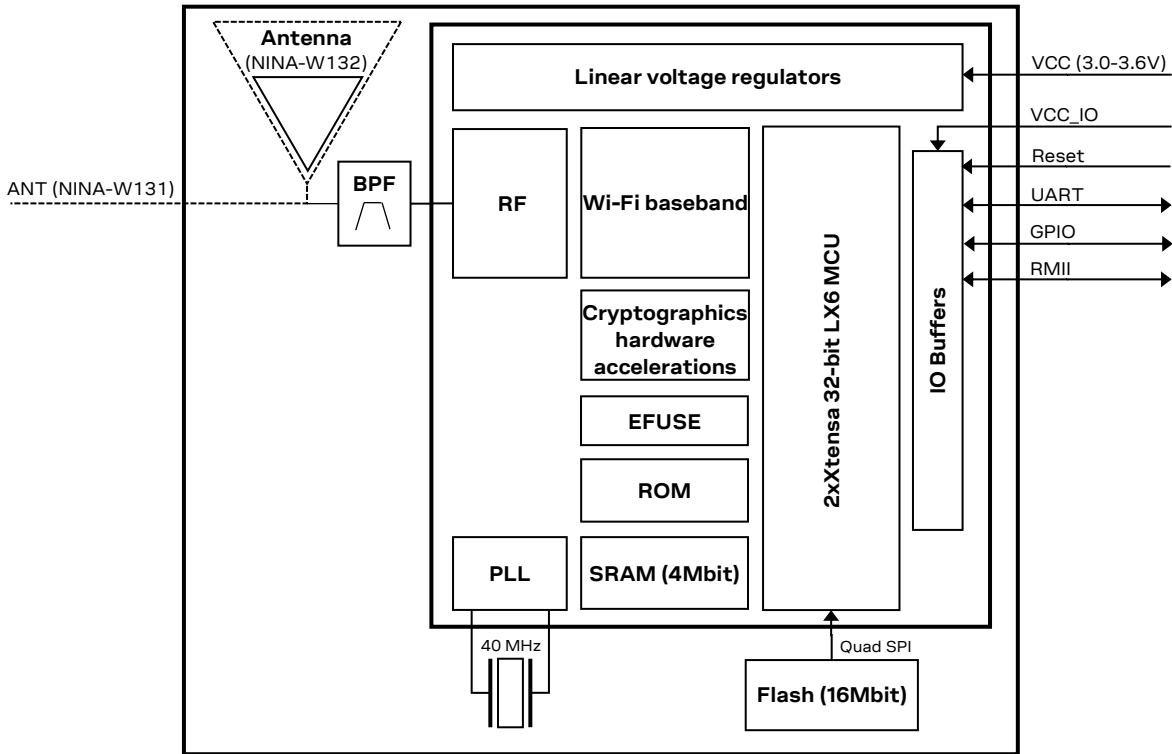 Antenna
(NINA-W132)
Linear voltage regulators
VCC (3.0-3.6V)
VCC_IO
Reset
ANT (NINA-W131)
BPF
RF
Wi-Fi baseband
UART
GPIO
RMII
2xXtensa 32-bit LX6 MCU
IO Buffers
Cryptographics
hardware
accelerations
EFUSE
ROM
PLL
SRAM (4Mbit)
40 MHz
Quad SPI
Flash (16Mbit)